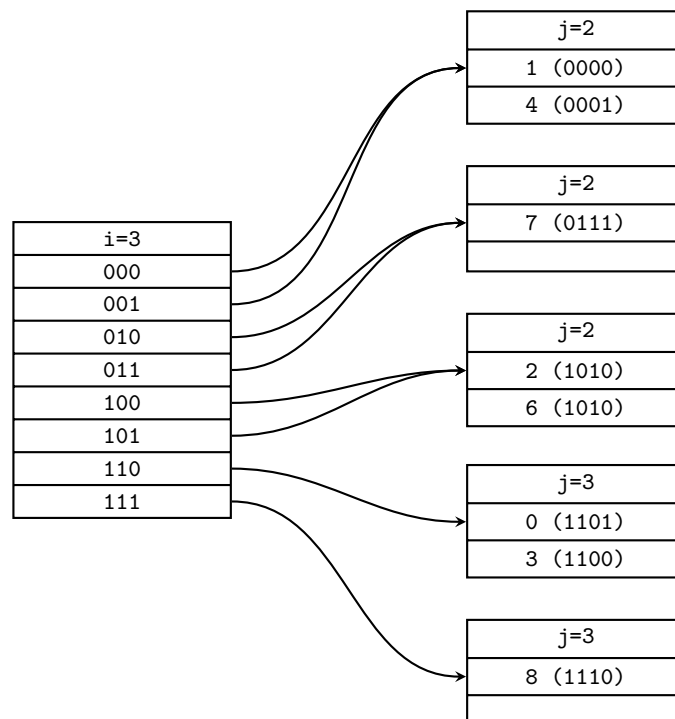 i=3
000
001
010
011
100
101
110
111
j=2
1 (0000)
4 (0001)
j=2
7 (0111)
j=2
2 (1010)
6 (1010)
j=3
0 (1101)
3 (1100)
j=3
8 (1110)